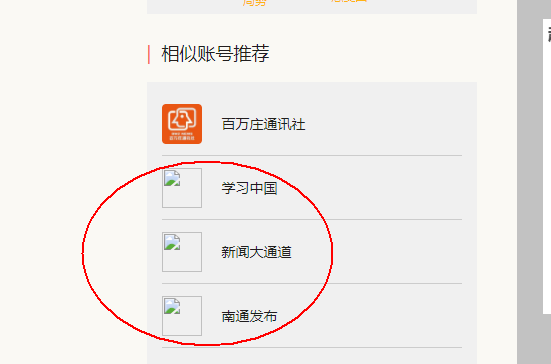 相似账号推荐
百万庄通讯社
学习中国
新闻大通道
南通发布